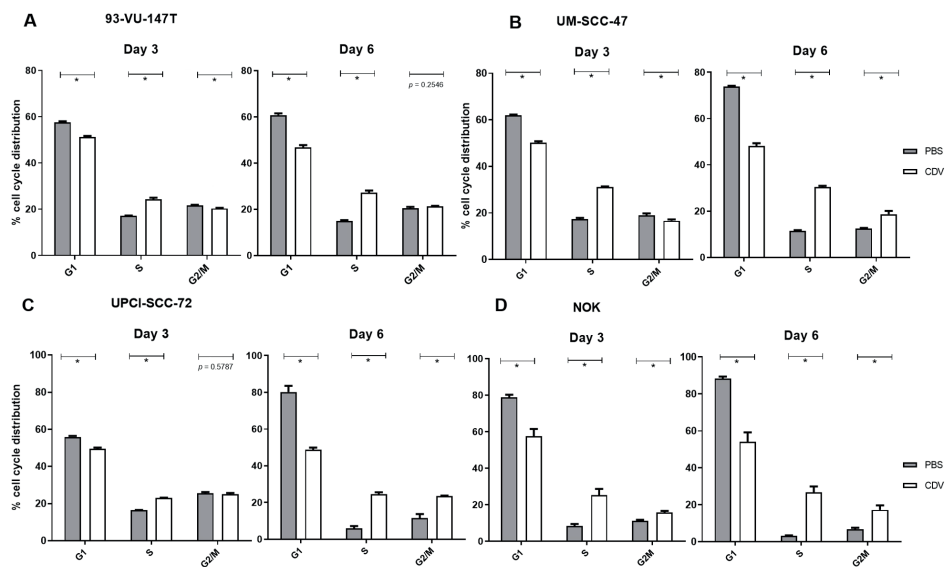 A 93-VU-147T
Day 3
Day 6
% cell cycle distribution
80
60
40
20
0
*
*
*
G1
S
G2/M
80
60
40
20
0
*
*
p = 0.2546
G1
S
G2/M
B UM-SCC-47
Day 3
Day 6
% cell cycle distribution
80
60
40
20
0
*
*
*
G1
S
G2/M
80
60
40
20
0
*
*
*
G1
S
G2/M
PBS
CDV
C UPCI-SCC-72
Day 3
Day 6
% cell cycle distribution
100
80
60
40
20
0
*
*
p = 0.5787
G1
S
G2/M
100
80
60
40
20
0
*
*
*
G1
S
G2/M
D NOK
Day 3
Day 6
% cell cycle distribution
100
80
60
40
20
0
*
*
*
G1
S
G2/M
100
80
60
40
20
0
*
*
*
G1
S
G2M
PBS
CDV